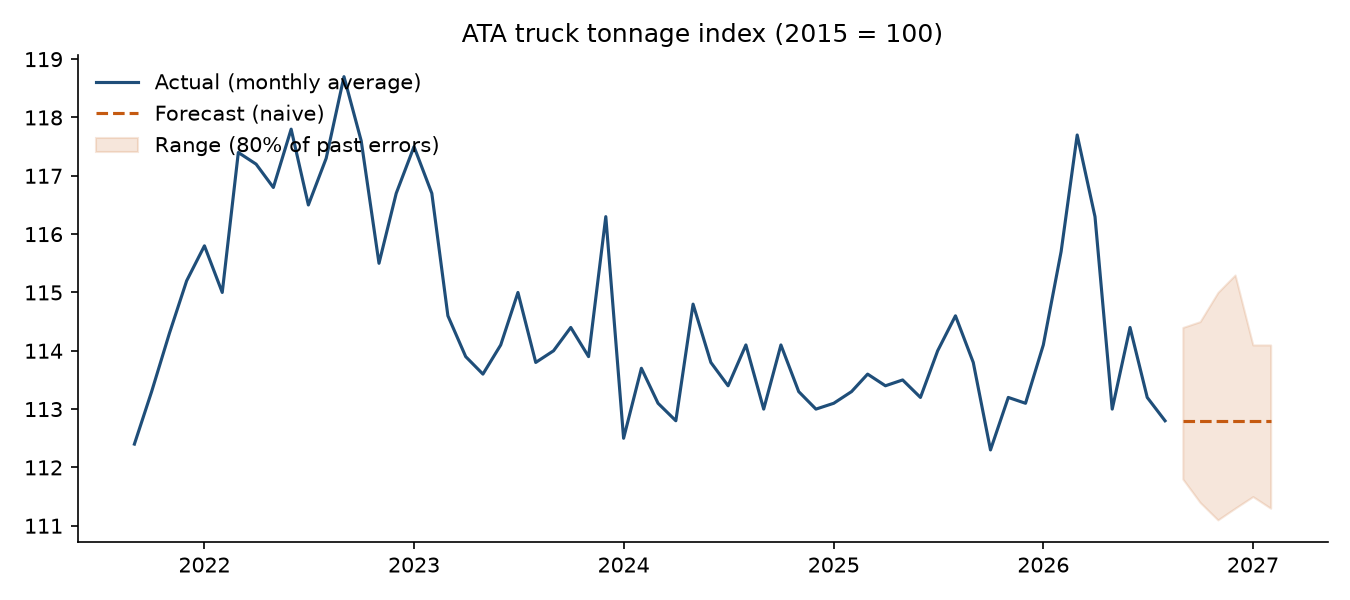 ATA truck tonnage index (2015 = 100)
Actual (monthly average)
Forecast (naive)
Range (80% of past errors)
119
118
117
116
115
114
113
112
111
2022 2023 2024 2025 2026 2027